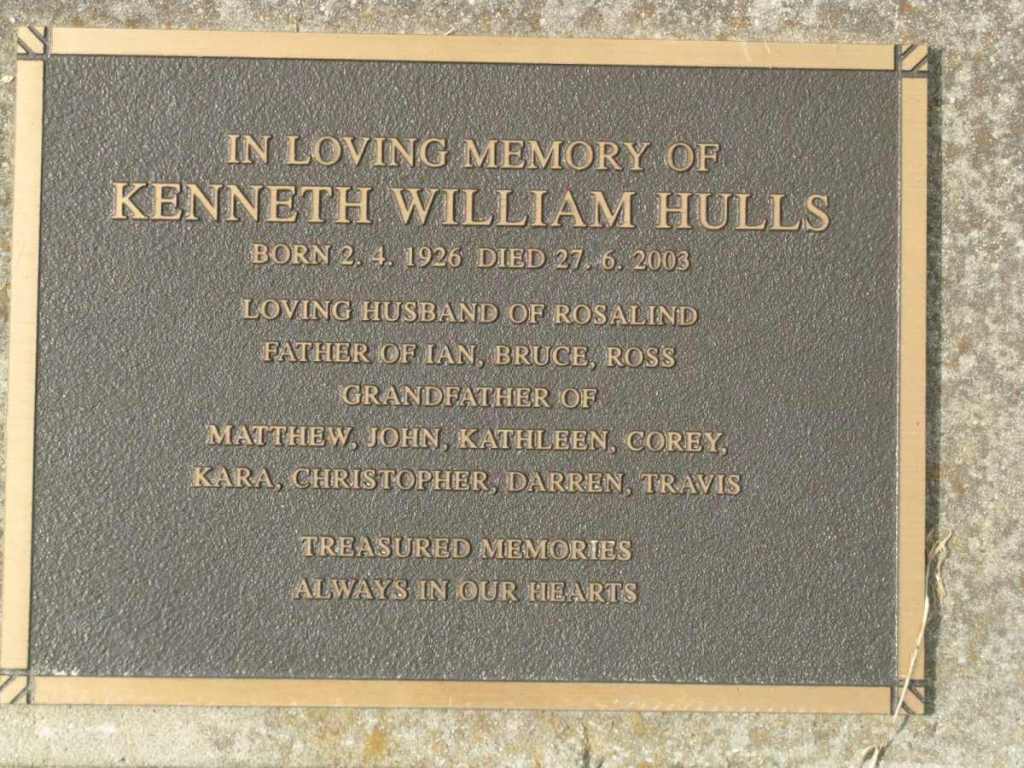 IN LOVING MEMORY OF
KENNETH WILLIAM HULLS
BORN 2. 4. 1926 DIED 27. 6. 2003
LOVING HUSBAND OF ROSALIND
FATHER OF IAN, BRUCE, ROSS
GRANDFATHER OF
MATTHEW, JOHN, KATHLEEN, COREY,
KARA, CHRISTOPHER, DARREN, TRAVIS
TREASURED MEMORIES
ALWAYS IN OUR HEARTS